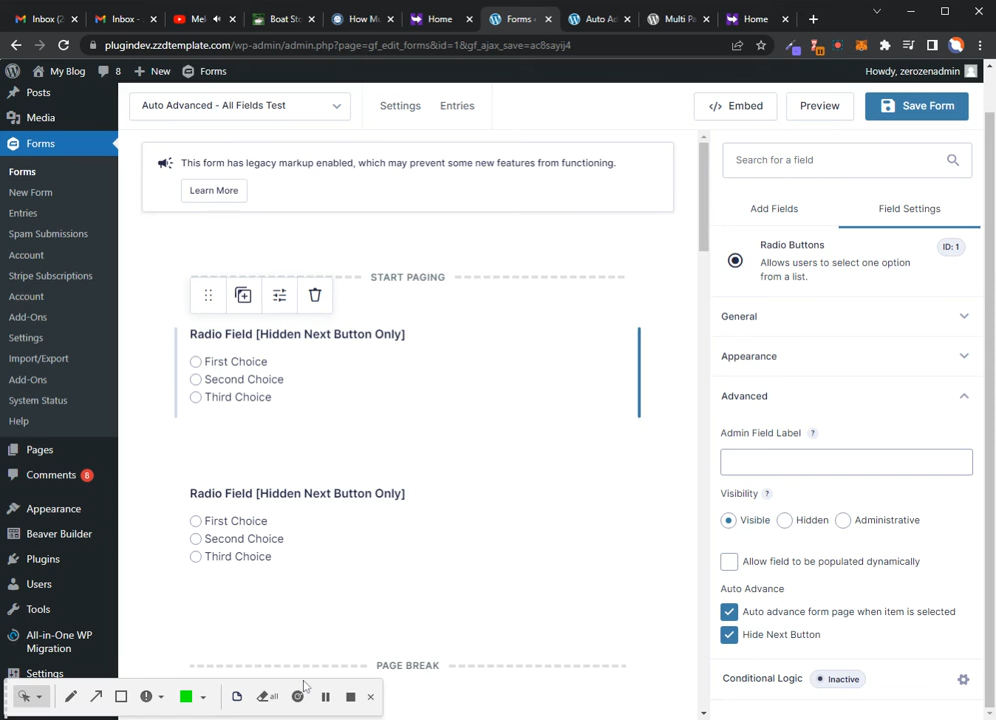 Inbox (2
Inbox -
Mel
Boat Sto
How M
Home
Forms
Auto Ad
Multi Pa
Home
plugindev.zzdtemplate.com/wp-admin/admin.php?page=gf_edit_forms&id=1&gf_ajax_save=ac8sayij4
My Blog 8 New Forms
Howdy, zerozenadmin
Posts
Media
Forms
Forms
New Form
Entries
Spam Submissions
Account
Stripe Subscriptions
Account
Add-Ons
Settings
Import/Export
Add-Ons
System Status
Help
Pages
Comments 8
Appearance
Beaver Builder
Plugins
Users
Tools
All-in-One WP
Migration
Settings
Auto Advanced - All Fields Test
Settings
Entries
</> Embed
Preview
Save Form
This form has legacy markup enabled, which may prevent some new features from functioning.
Learn More
START PAGING
Radio Field [Hidden Next Button Only]
First Choice
Second Choice
Third Choice
Radio Field [Hidden Next Button Only]
First Choice
Second Choice
Third Choice
PAGE BREAK
all
Search for a field
Add Fields
Field Settings
Radio Buttons
ID: 1
Allows users to select one option
from a list.
General
Appearance
Advanced
Admin Field Label ?
Visibility ?
Visible Hidden Administrative
Allow field to be populated dynamically
Auto Advance
Auto advance form page when item is selected
Hide Next Button
Conditional Logic Inactive